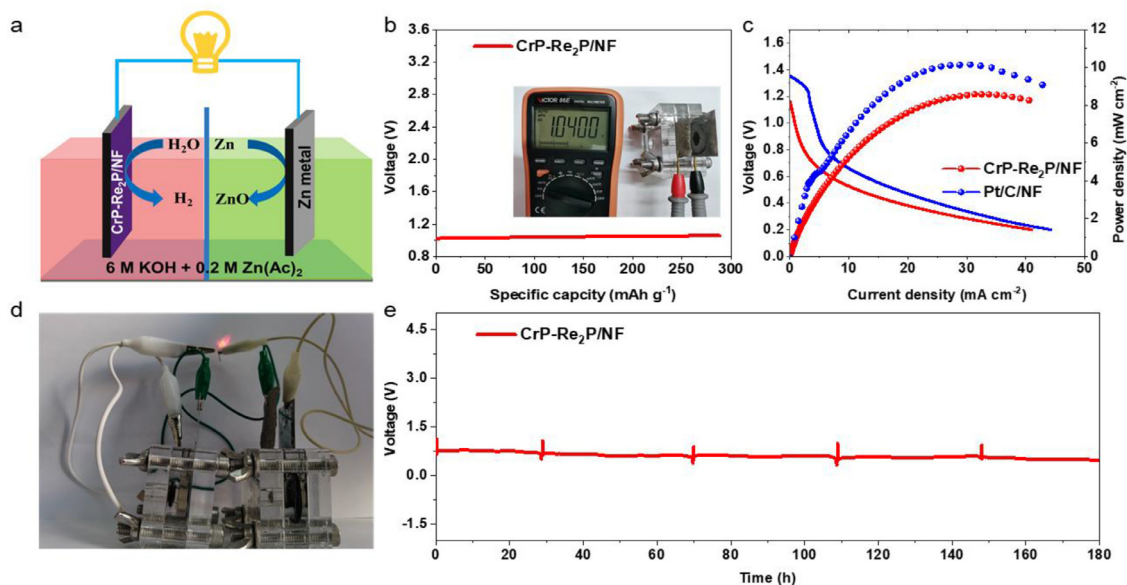 a
CrP-Re₂P/NF
H₂O
Zn
H₂
ZnO
Zn metal
6 M KOH + 0.2 M Zn(Ac)₂
b
CrP-Re₂P/NF
3.6
3.2
2.8
2.4
2.0
1.6
1.2
0.8
Voltage (V)
VICTOR 86E
1.0400
0
50
100
150
200
250
300
Specific capcity (mAh g⁻¹)
c
1.6
1.4
1.2
1.0
0.8
0.6
0.4
0.2
0.0
Voltage (V)
CrP-Re₂P/NF
Pt/C/NF
12
10
8
6
4
2
0
Power density (mW cm⁻²)
0
10
20
30
40
50
Current density (mA cm⁻²)
d
e
CrP-Re₂P/NF
4.5
3.0
1.5
0.0
-1.5
Voltage (V)
0
20
40
60
80
100
120
140
160
180
Time (h)